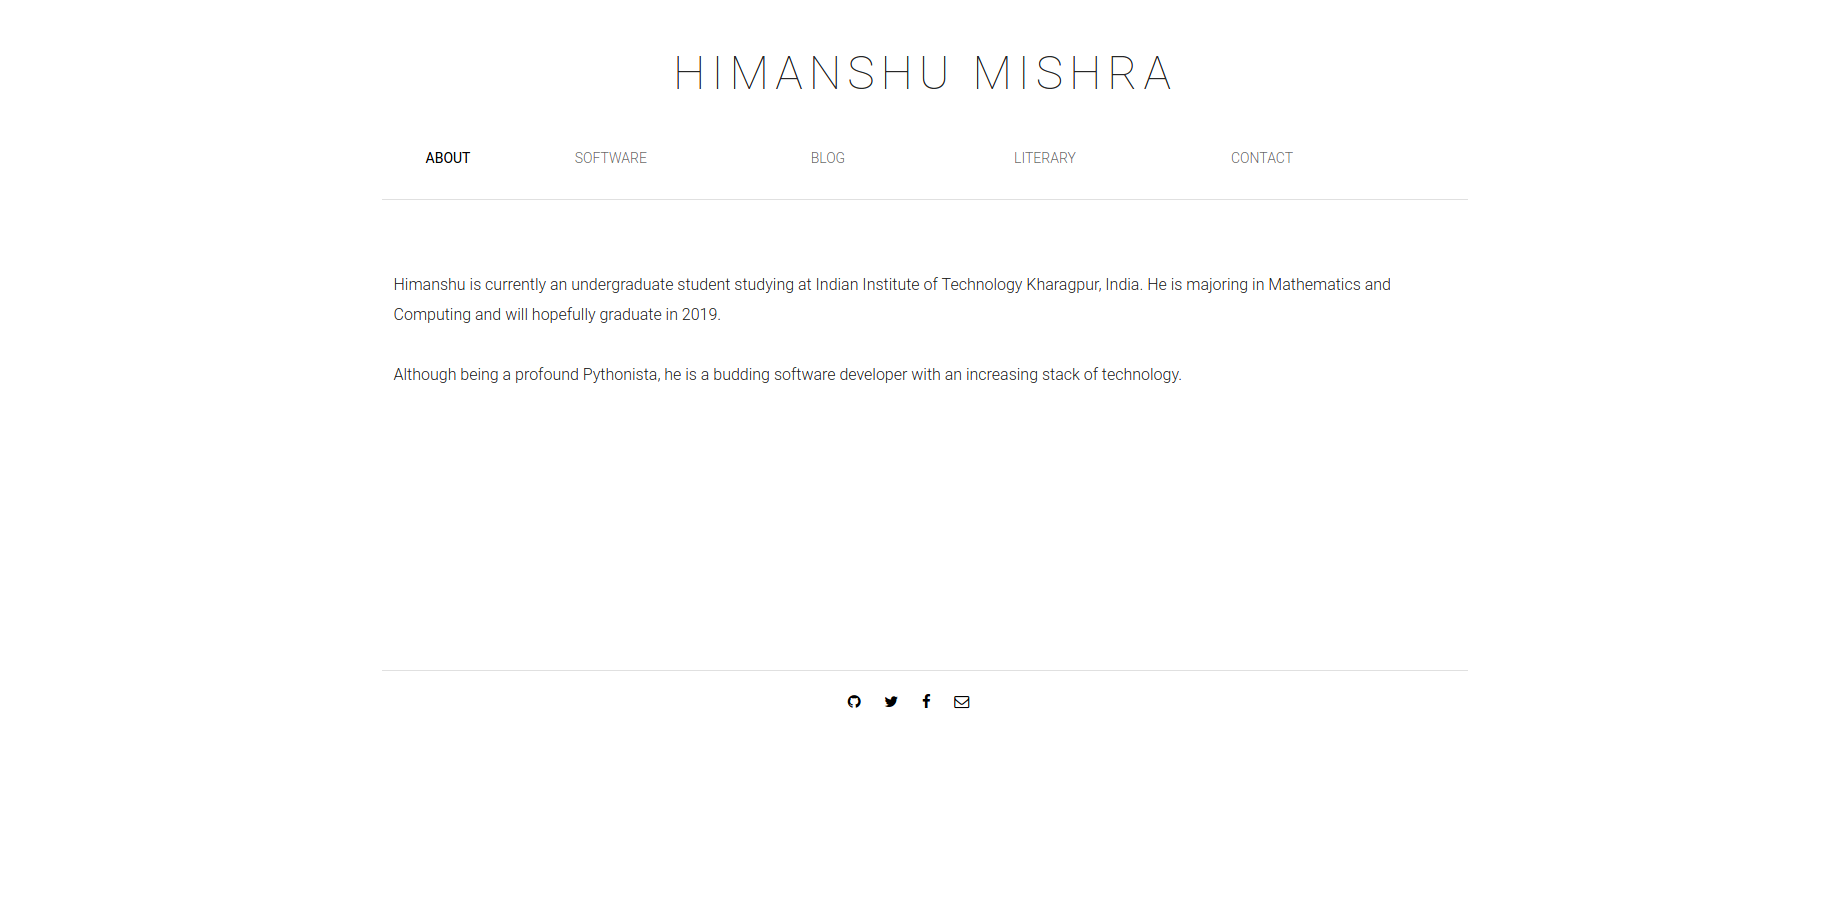 HIMANSHU MISHRA
ABOUT SOFTWARE BLOG LITERARY CONTACT
Himanshu is currently an undergraduate student studying at Indian Institute of Technology Kharagpur, India. He is majoring in Mathematics and
Computing and will hopefully graduate in 2019.
Although being a profound Pythonista, he is a budding software developer with an increasing stack of technology.